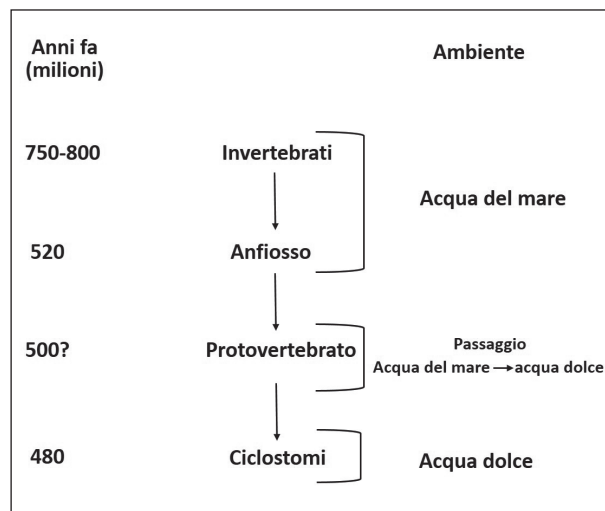 Anni fa
(milioni)
Ambiente
750-800
Invertebrati
Acqua del mare
520
Anfiosso
500?
Protovertebrato
Passaggio
Acqua del mare → acqua dolce
480
Ciclostomi
Acqua dolce